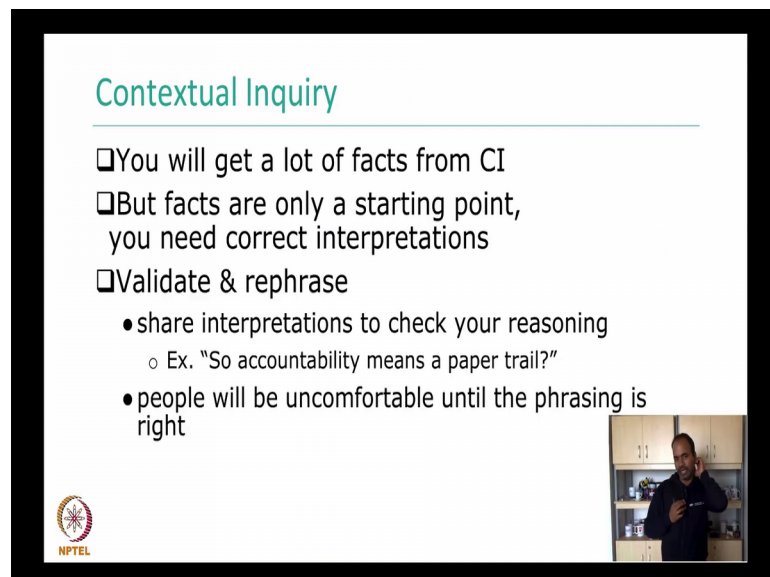 Contextual Inquiry
❑You will get a lot of facts from CI
❑But facts are only a starting point,
you need correct interpretations
❑Validate & rephrase
•share interpretations to check your reasoning
○ Ex. “So accountability means a paper trail?”
•people will be uncomfortable until the phrasing is
right
NPTEL